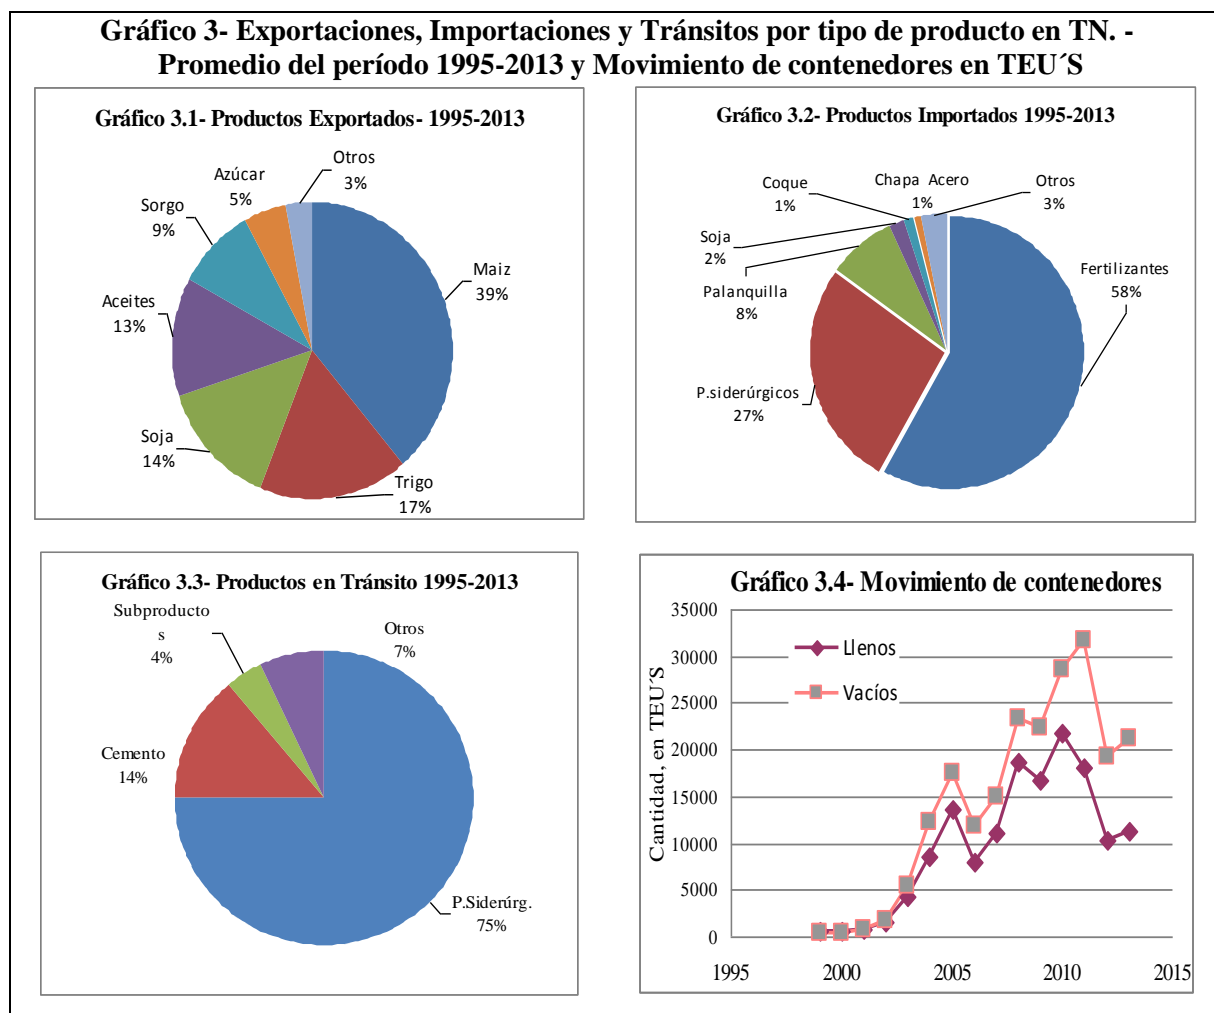 Gráfico 3- Exportaciones, Importaciones y Tránsitos por tipo de producto en TN. -
Promedio del período 1995-2013 y Movimiento de contenedores en TEU´S
Gráfico 3.1- Productos Exportados- 1995-2013
Otros
3%
Azúcar
5%
Sorgo
9%
Maiz
39%
Aceites
13%
Soja
14%
Trigo
17%
Gráfico 3.2- Productos Importados 1995-2013
Coque
1%
Chapa Acero
1%
Otros
3%
Soja
2%
Fertilizantes
58%
Palanquilla
8%
P.siderúrgicos
27%
Gráfico 3.3- Productos en Tránsito 1995-2013
Subproducto
s
4%
Otros
7%
Cemento
14%
P.Siderúrg.
75%
Gráfico 3.4- Movimiento de contenedores
Cantidad, en TEU´S
35000
30000
25000
20000
15000
10000
5000
0
Llenos
Vacíos
1995 2000 2005 2010 2015